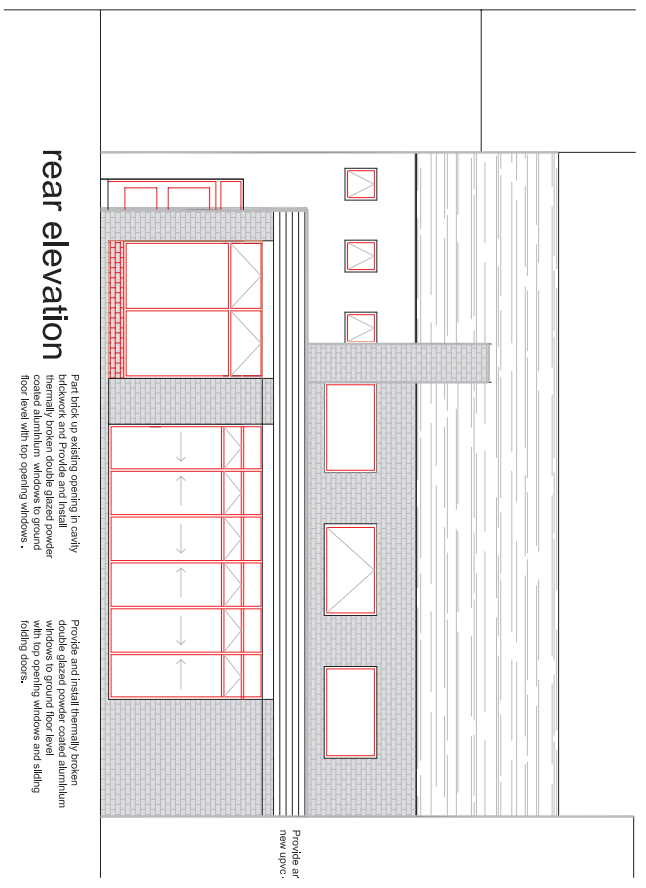 rear elevation
Part brick up existing opening in cavity
brickwork and Provide and install
thermally broken double glazed powder
coated aluminium windows to ground
floor level with top opening windows .
Provide and install thermally broken
double glazed powder coated aluminium
windows to ground floor level
with top opening windows and sliding
folding doors.
Provide
new upvc